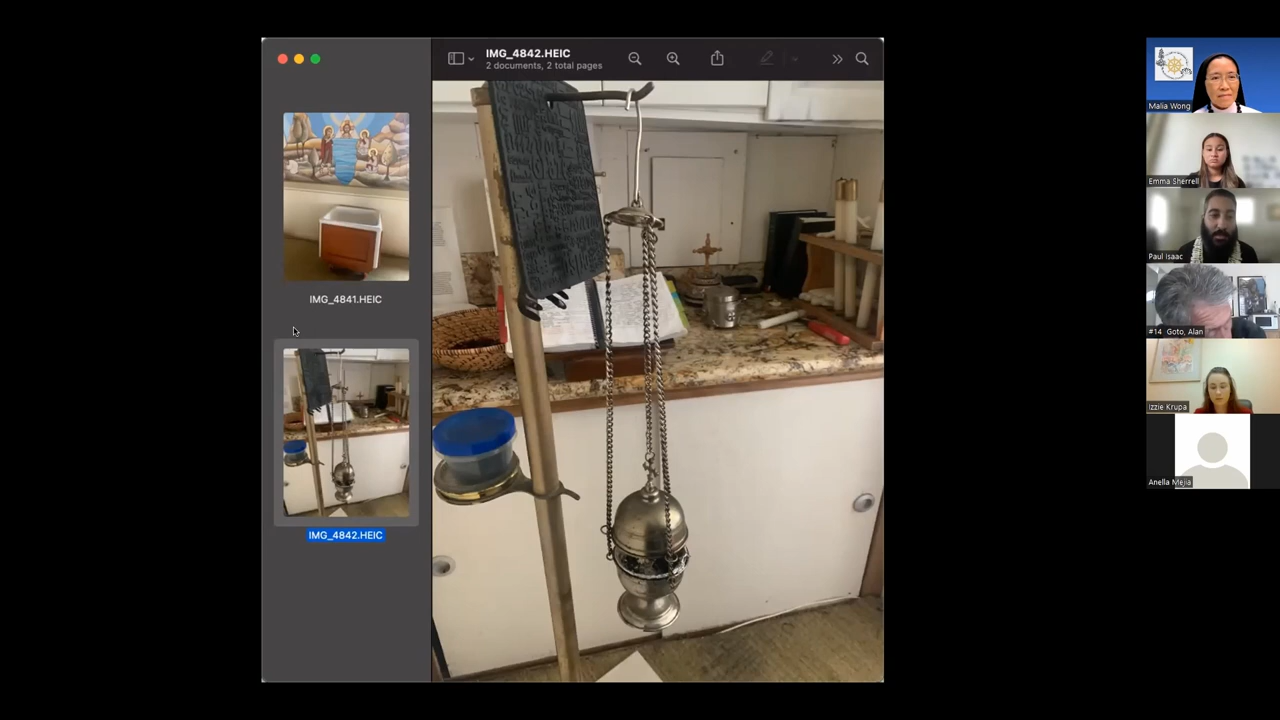 IMG_4842.HEIC
2 documents, 2 total pages
IMG_4841.HEIC
IMG_4842.HEIC
Malia Wong
Emma Sherrell
Paul Isaac
#14 Goto, Alan
Izzie Krupa
Anella Mejia